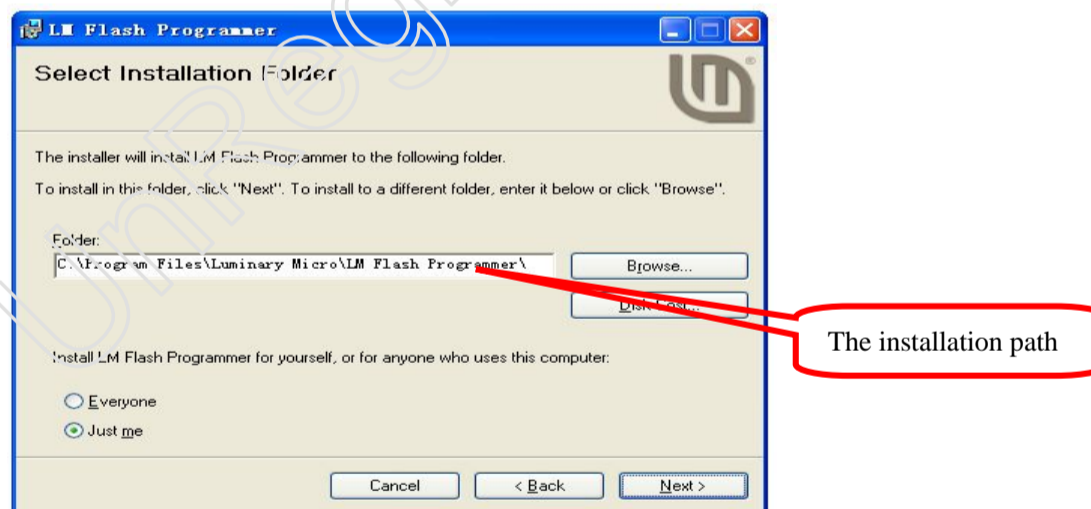 LM Flash Programmer
Select Installation Folder
The installer will install LM Flash Programmer to the following folder.
To install in this folder, click "Next". To install to a different folder, enter it below or click "Browse".
Folder:
C:\Program Files\Luminary Micro\LM Flash Programmer\
Browse...
Disk Cost...
The installation path
Install LM Flash Programmer for yourself, or for anyone who uses this computer:
Everyone
Just me
Cancel
< Back
Next >